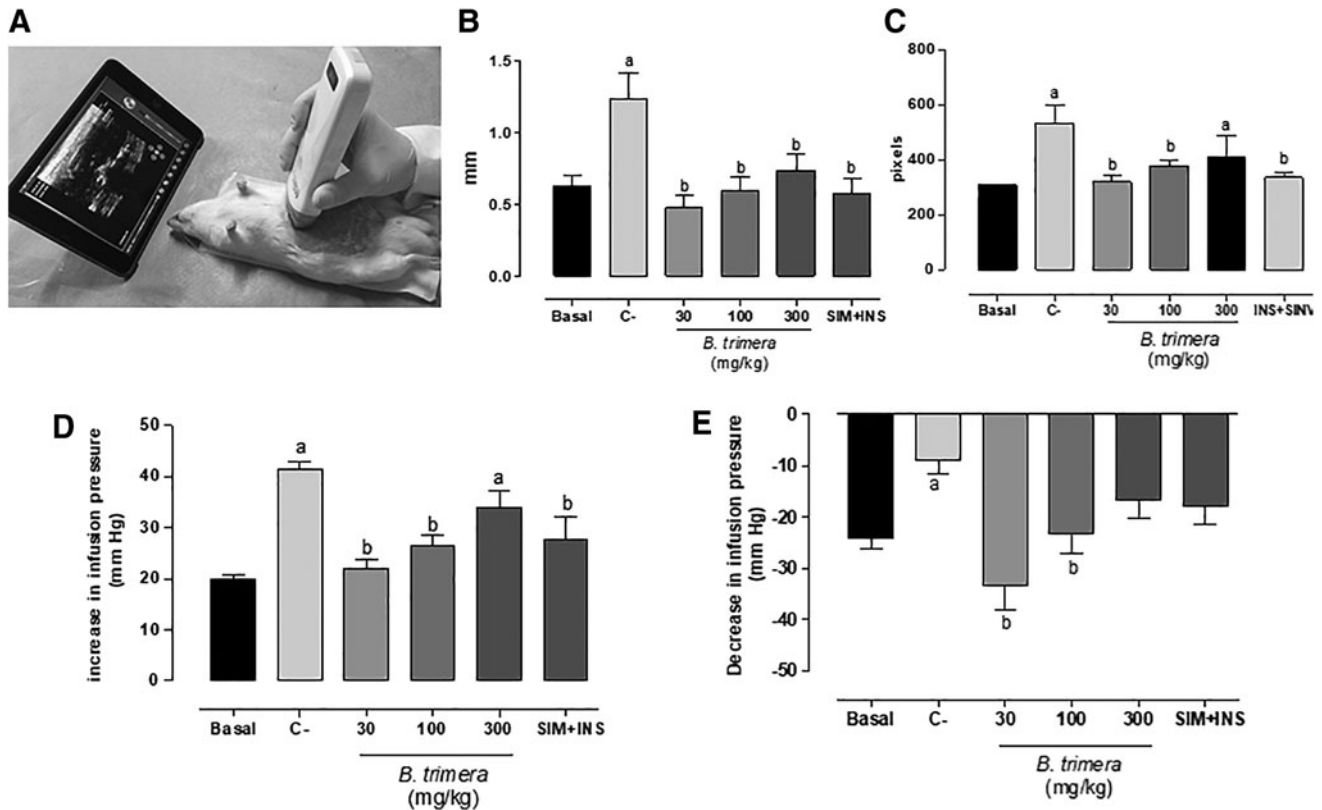 A
B
mm
1.5
1.0
0.5
0.0
a
b
b
b
b
Basal
C-
30
100
300
SIM+INS
B. trimera
(mg/kg)
C
pixels
800
600
400
200
0
a
b
b
a
b
Basal
C-
30
100
300
INS+SINV
B. trimera
(mg/kg)
D
increase in infusion pressure
(mm Hg)
50
40
30
20
10
0
a
b
b
a
b
Basal
C-
30
100
300
SIM+INS
B. trimera
(mg/kg)
E
Decrease in infusion pressure
(mm Hg)
0
-10
-20
-30
-40
-50
a
b
b
Basal
C-
30
100
300
SIM+INS
B. trimera
(mg/kg)